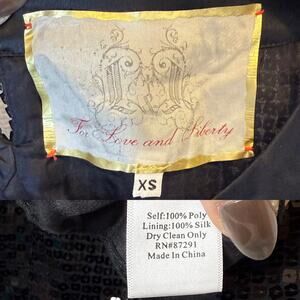 For Love and Liberty
XS
Self:100% Poly
Lining:100% Silk
Dry Clean Only
RN#87291
Made In China